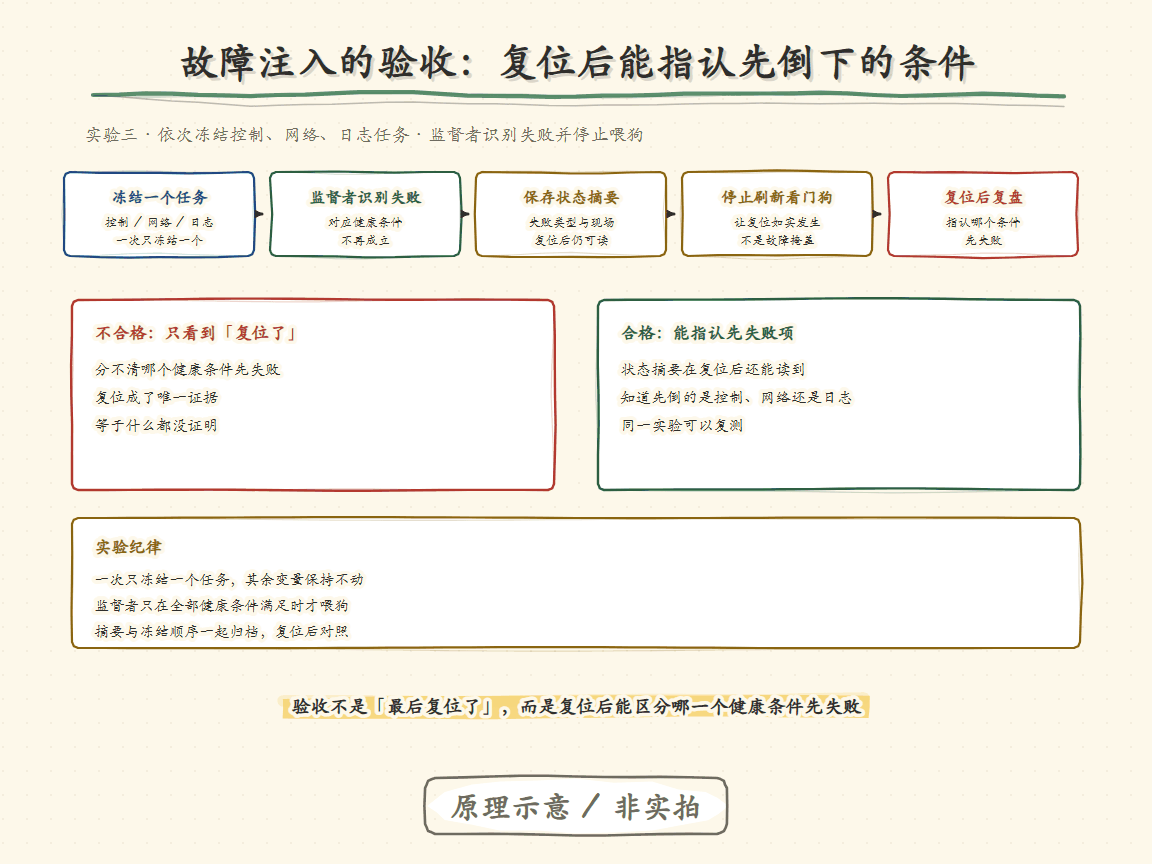 故障注入的验收：复位后能指认先倒下的条件
实验三 · 依次冻结控制、网络、日志任务 · 监督者识别失败并停止喂狗
冻结一个任务
控制 / 网络 / 日志
一次只冻结一个
监督者识别失败
对应健康条件
不再成立
保存状态摘要
失败类型与现场
复位后仍可读
停止刷新看门狗
让复位如实发生
不是故障掩盖
复位后复盘
指认哪个条件
先失败
不合格：只看到「复位了」
分不清哪个健康条件先失败
复位成了唯一证据
等于什么都没证明
合格：能指认先失败项
状态摘要在复位后还能读到
知道先倒的是控制、网络还是日志
同一实验可以复测
实验纪律
一次只冻结一个任务，其余变量保持不动
监督者只在全部健康条件满足时才喂狗
摘要与冻结顺序一起归档，复位后对照
验收不是「最后复位了」，而是复位后能区分哪一个健康条件先失败
原理示意 / 非实拍